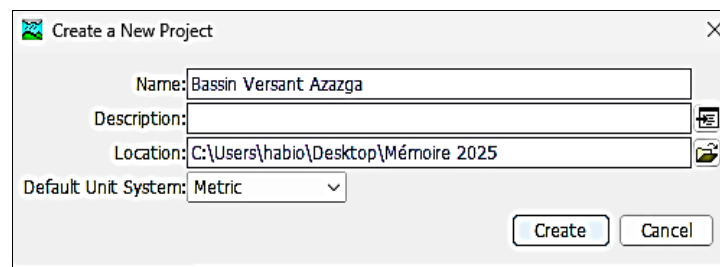 Create a New Project
Name: Bassin Versant Azazga
Description:
Location: C:\Users\habio\Desktop\Mémoire 2025
Default Unit System: Metric
Create Cancel